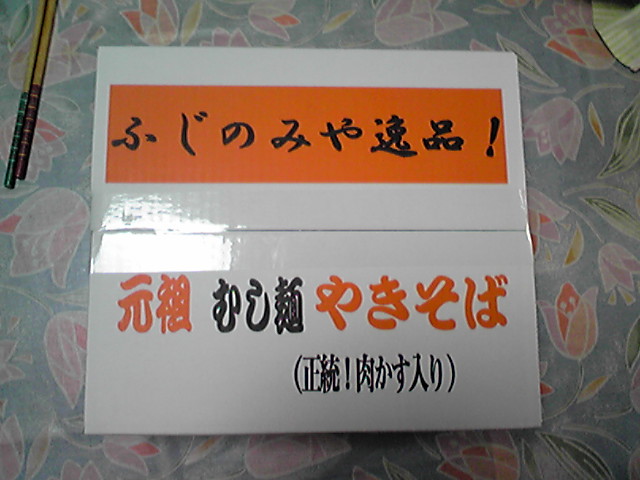 ふじのみや逸品！
元祖 むし麺 やきそば
（正統！肉かす入り）